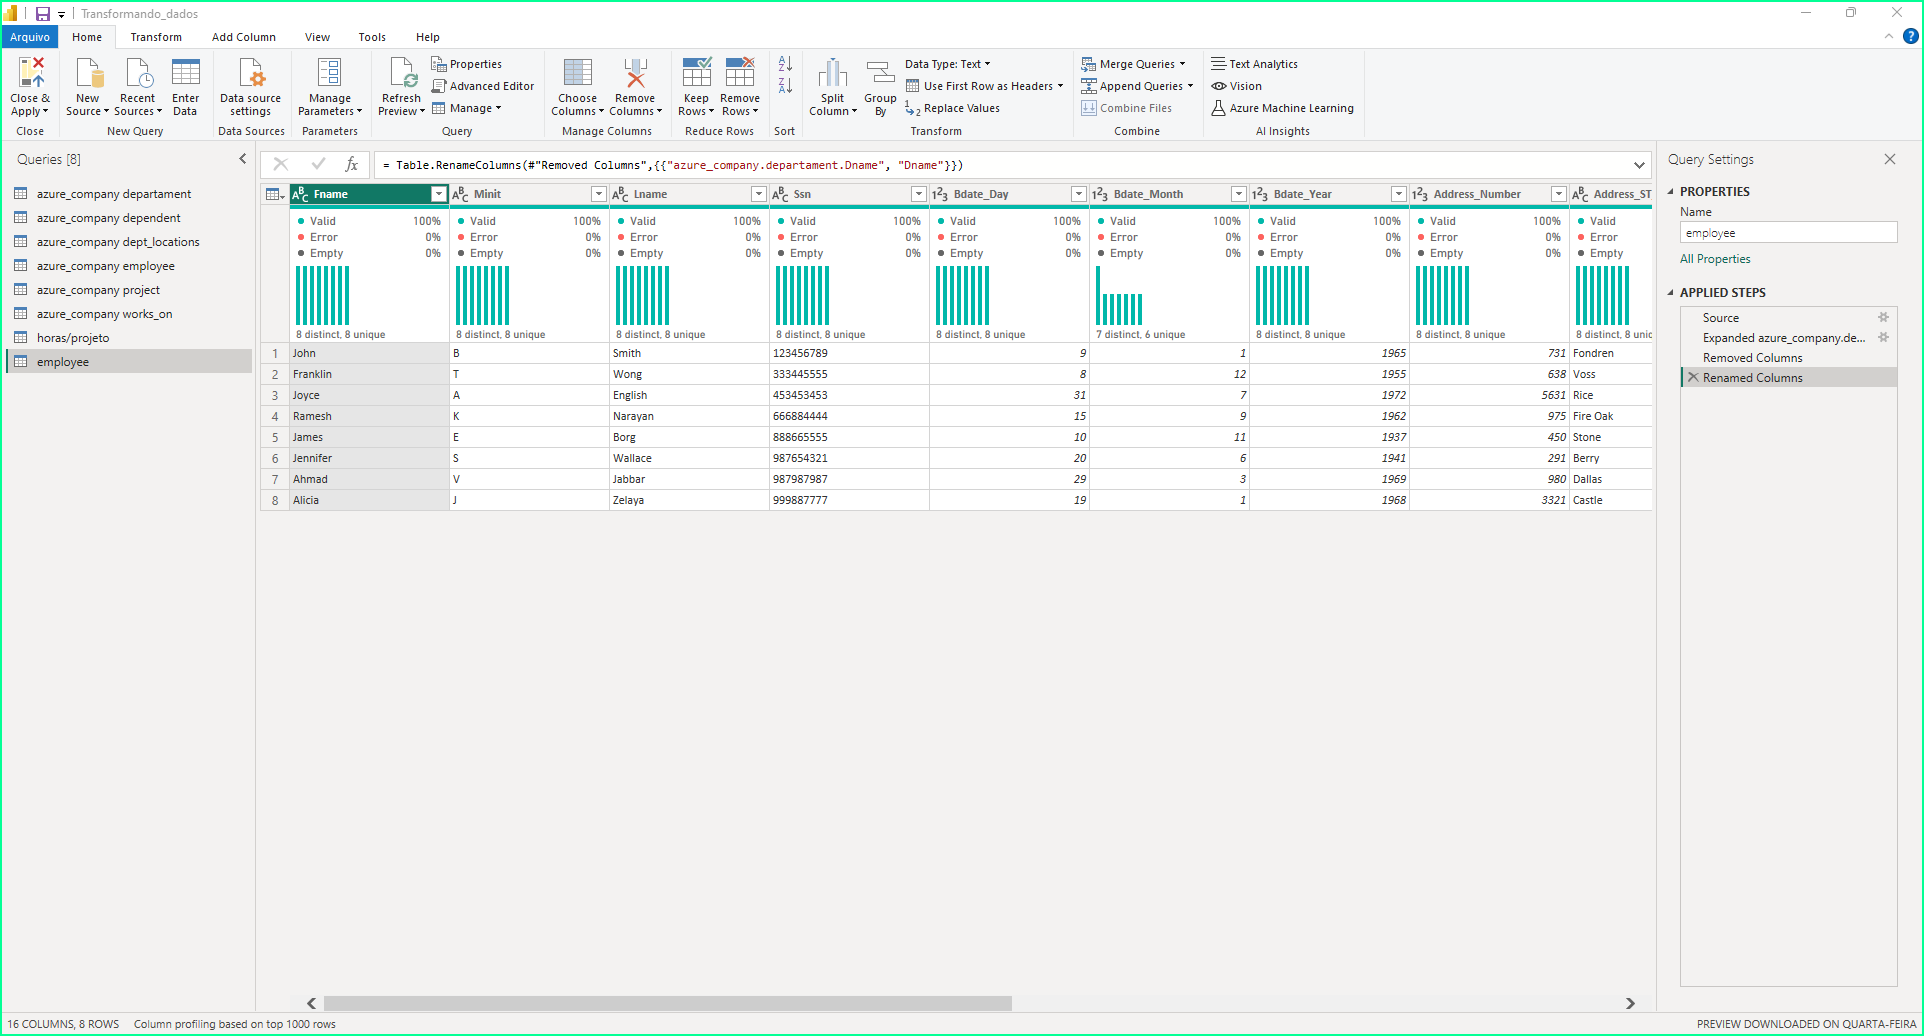 Transformando_dados
Arquivo Home Transform Add Column View Tools Help
Close & Apply
Close
New Source
Recent Sources
Enter Data
New Query
Data source settings
Data Sources
Manage Parameters
Parameters
Refresh Preview
Properties
Advanced Editor
Manage
Query
Choose Columns
Remove Columns
Manage Columns
Keep Rows
Remove Rows
Reduce Rows
Sort
Split Column
Group By
Data Type: Text
Use First Row as Headers
Replace Values
Transform
Merge Queries
Append Queries
Combine Files
Combine
Text Analytics
Vision
Azure Machine Learning
AI Insights
Queries [8]
azure_company departament
azure_company dependent
azure_company dept_locations
azure_company employee
azure_company project
azure_company works_on
horas/projeto
employee
fx = Table.RenameColumns(#"Removed Columns",{{"azure_company.departament.Dname", "Dname"}})
Fname Minit Lname Ssn Bdate_Day Bdate_Month Bdate_Year Address_Number Address_ST
Valid 100% Valid 100% Valid 100% Valid 100% Valid 100% Valid 100% Valid 100% Valid 100% Valid
Error 0% Error 0% Error 0% Error 0% Error 0% Error 0% Error 0% Error 0% Error
Empty 0% Empty 0% Empty 0% Empty 0% Empty 0% Empty 0% Empty 0% Empty 0% Empty
8 distinct, 8 unique 8 distinct, 8 unique 8 distinct, 8 unique 8 distinct, 8 unique 8 distinct, 8 unique 7 distinct, 6 unique 8 distinct, 8 unique 8 distinct, 8 unique 8 distinct, 8 unic
1 John B Smith 123456789 9 1 1965 731 Fondren
2 Franklin T Wong 333445555 8 12 1955 638 Voss
3 Joyce A English 453453453 31 7 1972 5631 Rice
4 Ramesh K Narayan 666884444 15 9 1962 975 Fire Oak
5 James E Borg 888665555 10 11 1937 450 Stone
6 Jennifer S Wallace 987654321 20 6 1941 291 Berry
7 Ahmad V Jabbar 987987987 29 3 1969 980 Dallas
8 Alicia J Zelaya 999887777 19 1 1968 3321 Castle
Query Settings
PROPERTIES
Name
employee
All Properties
APPLIED STEPS
Source
Expanded azure_company.de...
Removed Columns
Renamed Columns
16 COLUMNS, 8 ROWS Column profiling based on top 1000 rows
PREVIEW DOWNLOADED ON QUARTA-FEIRA